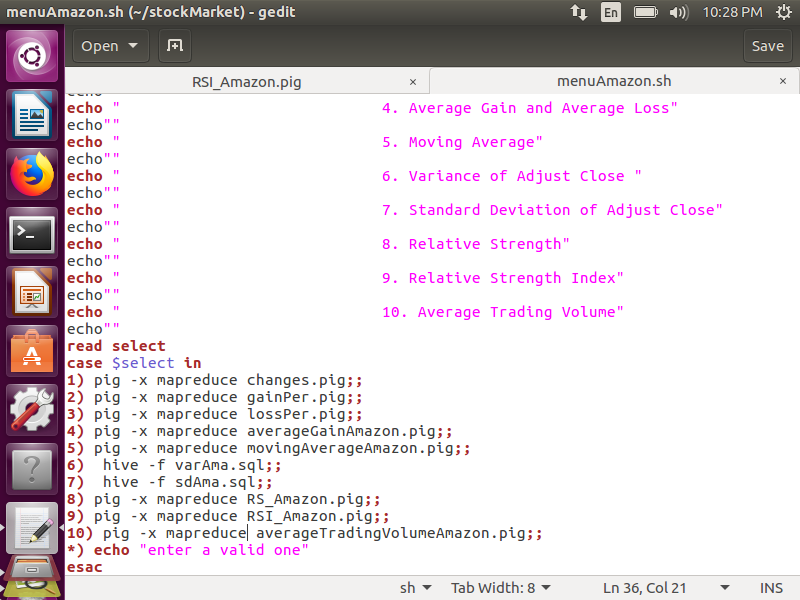 menuAmazon.sh (~/stockMarket) - gedit
En
10:28 PM
Open
Save
RSI_Amazon.pig ×
menuAmazon.sh ×
echo "                             4. Average Gain and Average Loss"
echo""
echo "                             5. Moving Average"
echo""
echo "                             6. Variance of Adjust Close "
echo""
echo "                             7. Standard Deviation of Adjust Close"
echo""
echo "                             8. Relative Strength"
echo""
echo "                             9. Relative Strength Index"
echo""
echo "                             10. Average Trading Volume"
echo""
read select
case $select in
1) pig -x mapreduce changes.pig;;
2) pig -x mapreduce gainPer.pig;;
3) pig -x mapreduce lossPer.pig;;
4) pig -x mapreduce averageGainAmazon.pig;;
5) pig -x mapreduce movingAverageAmazon.pig;;
6)  hive -f varAma.sql;;
7)  hive -f sdAma.sql;;
8) pig -x mapreduce RS_Amazon.pig;;
9) pig -x mapreduce RSI_Amazon.pig;;
10) pig -x mapreduce averageTradingVolumeAmazon.pig;;
*) echo "enter a valid one"
esac
sh Tab Width: 8 Ln 36, Col 21 INS